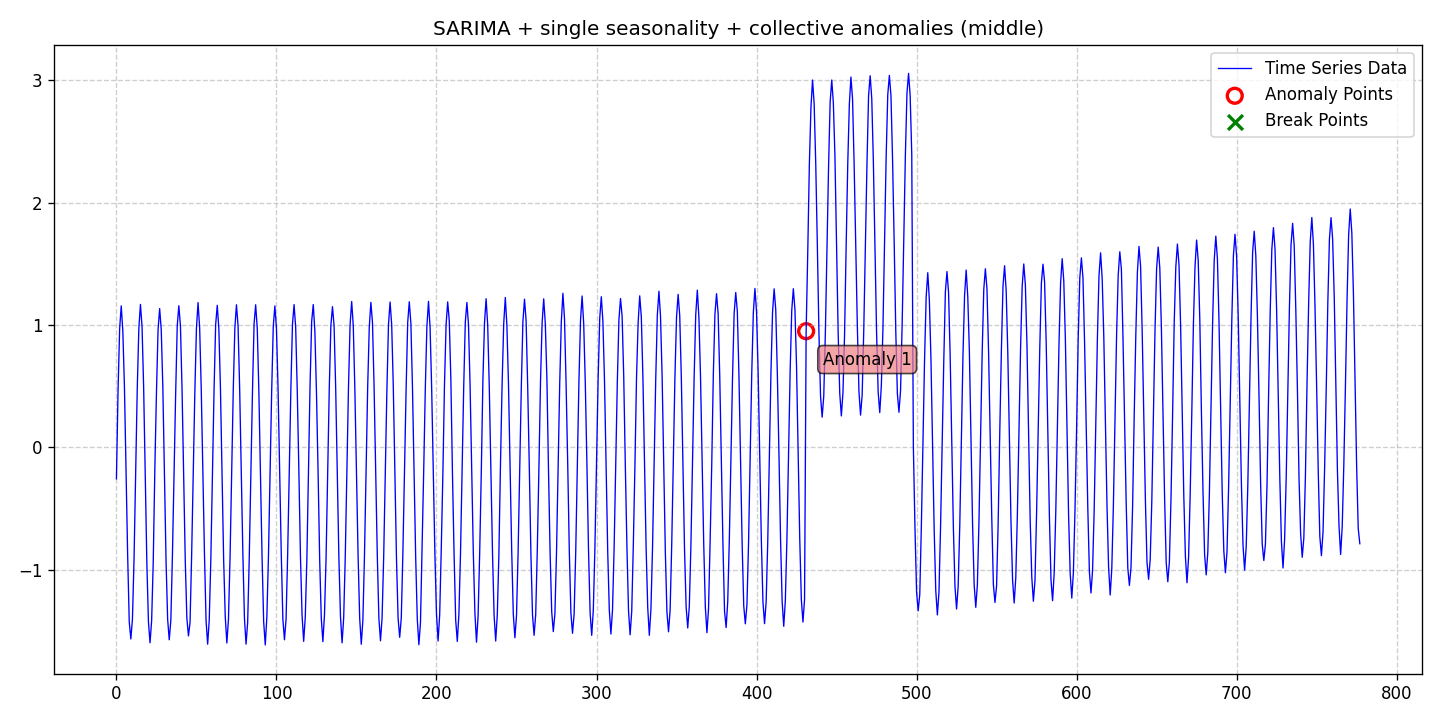 SARIMA + single seasonality + collective anomalies (middle)
Time Series Data
Anomaly Points
Break Points
3
2
1
0
−1
Anomaly 1
0 100 200 300 400 500 600 700 800